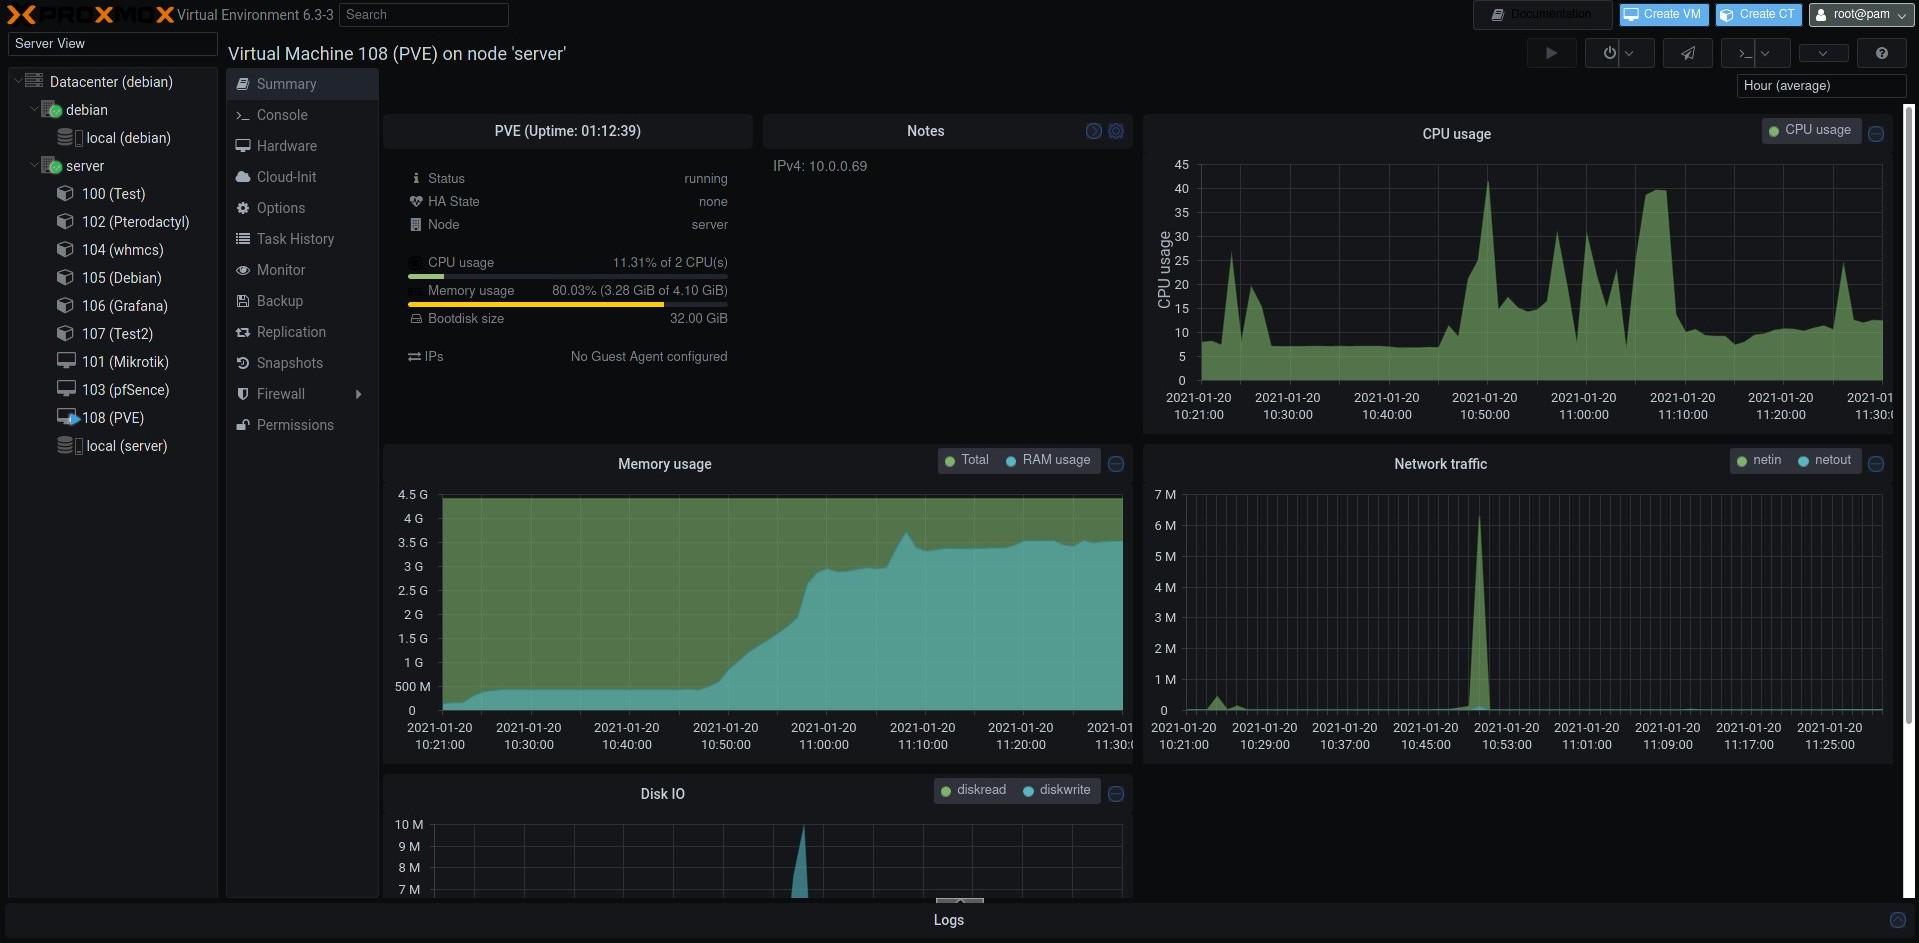 PROXMOX Virtual Environment 6.3-3 Search
Documentation Create VM Create CT root@pam
Server View
Virtual Machine 108 (PVE) on node 'server'
Hour (average)
Datacenter (debian)
debian
local (debian)
server
100 (Test)
102 (Pterodactyl)
104 (whmcs)
105 (Debian)
106 (Grafana)
107 (Test2)
101 (Mikrotik)
103 (pfSence)
108 (PVE)
local (server)
Summary
Console
Hardware
Cloud-Init
Options
Task History
Monitor
Backup
Replication
Snapshots
Firewall
Permissions
PVE (Uptime: 01:12:39)
Status running
HA State none
Node server
CPU usage 11.31% of 2 CPU(s)
Memory usage 80.03% (3.28 GiB of 4.10 GiB)
Bootdisk size 32.00 GiB
IPs No Guest Agent configured
Notes
IPv4: 10.0.0.69
CPU usage
CPU usage
CPU usage
45
40
35
30
25
20
15
10
5
0
2021-01-20 2021-01-20 2021-01-20 2021-01-20 2021-01-20 2021-01-20 2021-01-20 2021-01
10:21:00 10:30:00 10:40:00 10:50:00 11:00:00 11:10:00 11:20:00 11:30:
Memory usage
Total RAM usage
4.5 G
4 G
3.5 G
3 G
2.5 G
2 G
1.5 G
1 G
500 M
0
2021-01-20 2021-01-20 2021-01-20 2021-01-20 2021-01-20 2021-01-20 2021-01-20 2021-01
10:21:00 10:30:00 10:40:00 10:50:00 11:00:00 11:10:00 11:20:00 11:30:
Network traffic
netin netout
7 M
6 M
5 M
4 M
3 M
2 M
1 M
0
2021-01-20 2021-01-20 2021-01-20 2021-01-20 2021-01-20 2021-01-20 2021-01-20 2021-01-20 2021-01-20
10:21:00 10:29:00 10:37:00 10:45:00 10:53:00 11:01:00 11:09:00 11:17:00 11:25:00
Disk IO
diskread diskwrite
10 M
9 M
8 M
7 M
Logs